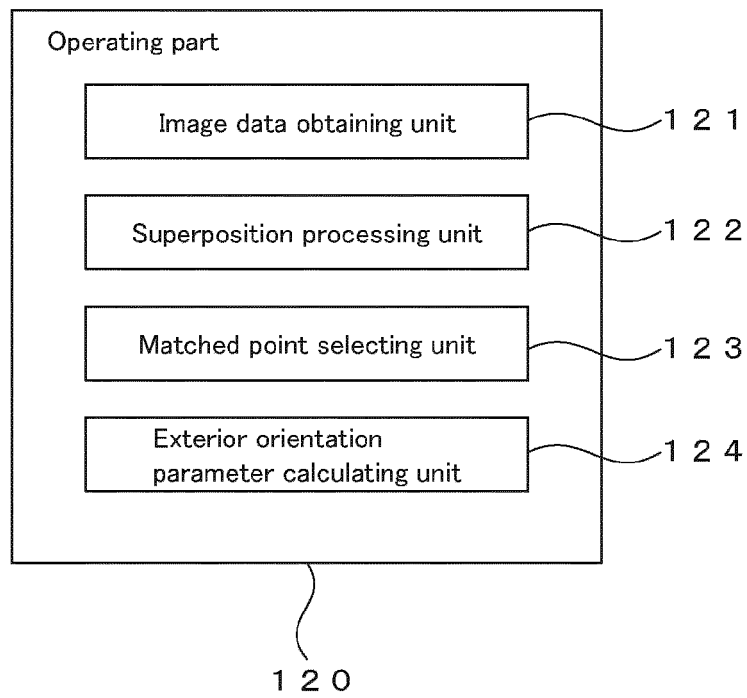 Operating part
Image data obtaining unit
121
Superposition processing unit
122
Matched point selecting unit
123
Exterior orientation
parameter calculating unit
124
120